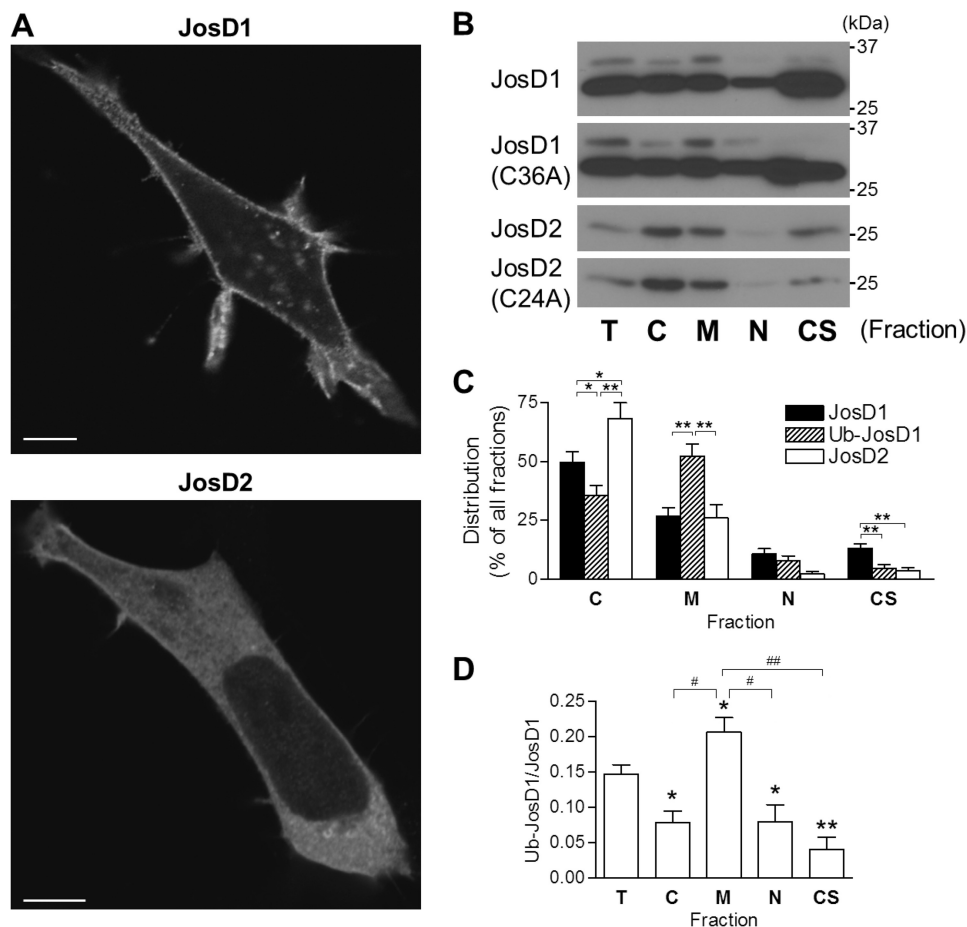 A
JosD1
JosD2
B
(kDa)
JosD1
-37
-25
JosD1
(C36A)
-37
-25
JosD2
-25
JosD2
(C24A)
-25
T C M N CS (Fraction)
C
Distribution
(% of all fractions)
75
50
25
0
* * **
** **
**
**
JosD1
Ub-JosD1
JosD2
C M N CS
Fraction
D
Ub-JosD1/JosD1
0.25
0.20
0.15
0.10
0.05
0.00
##
# #
* * * **
T C M N CS
Fraction